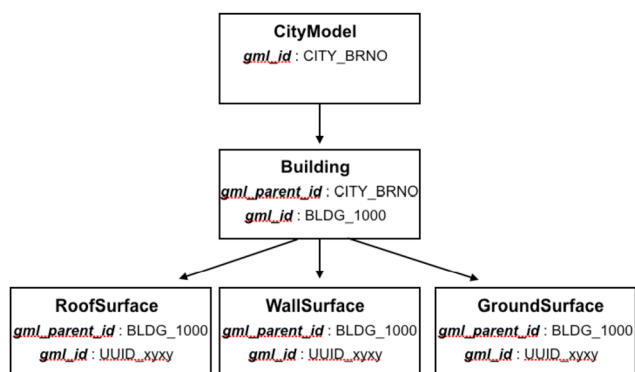 CityModel
gml_id : CITY_BRNO
Building
gml_parent_id : CITY_BRNO
gml_id : BLDG_1000
RoofSurface
gml_parent_id : BLDG_1000
gml_id : UUID_xyxy
WallSurface
gml_parent_id : BLDG_1000
gml_id : UUID_xyxy
GroundSurface
gml_parent_id : BLDG_1000
gml_id : UUID_xyxy